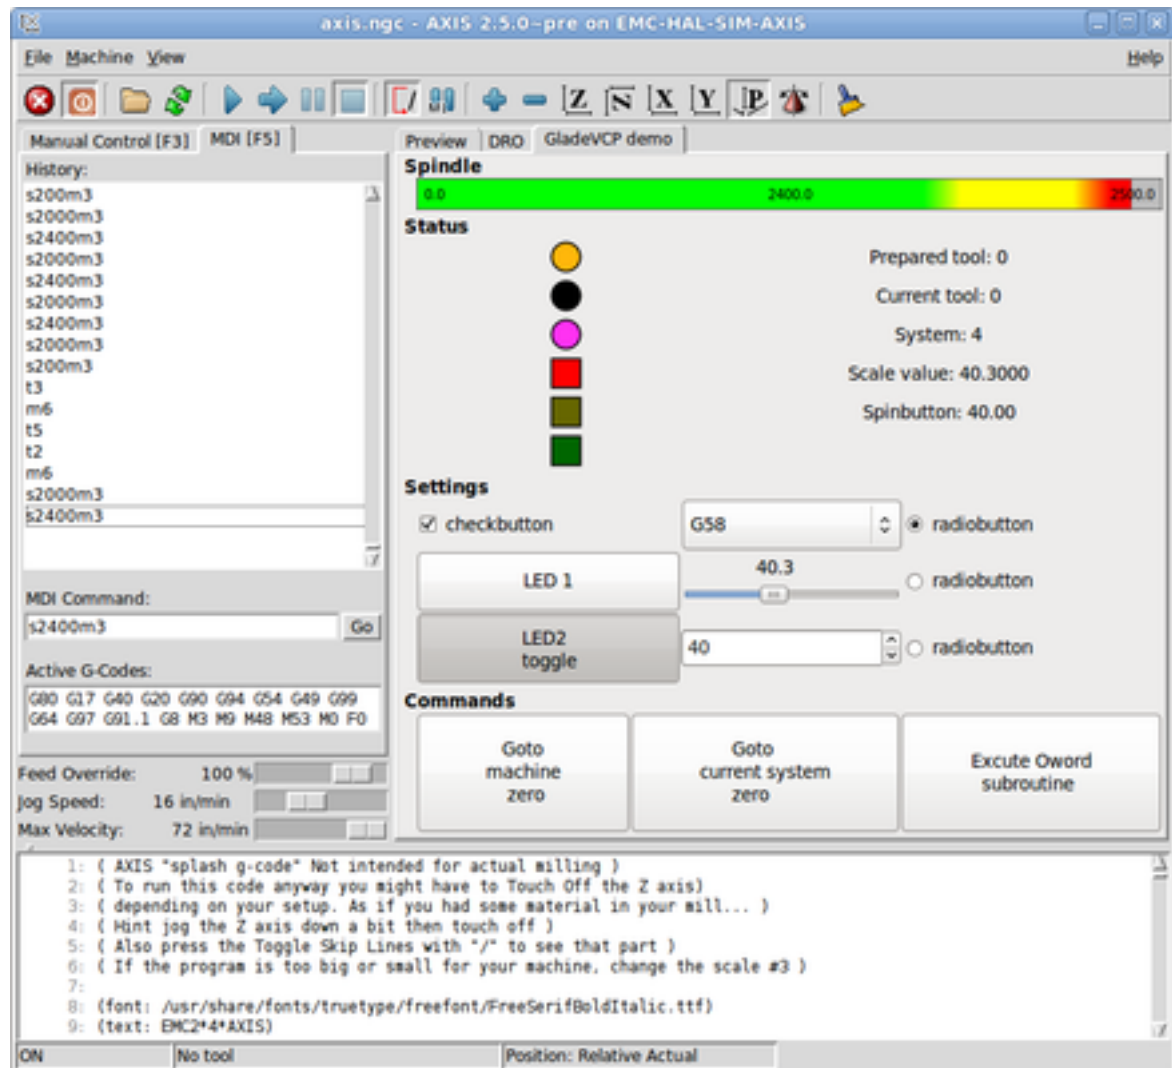 axis.ngc - AXIS 2.5.0~pre on EMC-HAL-SIM-AXIS
File Machine View Help
Z N X Y P
Manual Control [F3] MDI [F5]
Preview DRO GladeVCP demo
History:
s200m3
s2000m3
s2400m3
s2000m3
s2400m3
s2000m3
s2400m3
s2000m3
s200m3
t3
m6
t5
t2
m6
s2000m3
s2400m3
MDI Command:
s2400m3 Go
Active G-Codes:
G80 G17 G40 G20 G90 G94 G54 G49 G99
G64 G97 G91.1 G8 M3 M9 M48 M53 M0 F0
Feed Override: 100 %
Jog Speed: 16 in/min
Max Velocity: 72 in/min
Spindle
0.0 2400.0 2500.0
Status
Prepared tool: 0
Current tool: 0
System: 4
Scale value: 40.3000
Spinbutton: 40.00
Settings
checkbutton G58 radiobutton
LED 1 40.3 radiobutton
LED2
toggle
40 radiobutton
Commands
Goto
machine
zero
Goto
current system
zero
Excute Oword
subroutine
1: ( AXIS "splash g-code" Not intended for actual milling )
2: ( To run this code anyway you might have to Touch Off the Z axis)
3: ( depending on your setup. As if you had some material in your mill... )
4: ( Hint jog the Z axis down a bit then touch off )
5: ( Also press the Toggle Skip Lines with "/" to see that part )
6: ( If the program is too big or small for your machine, change the scale #3 )
7:
8: (font: /usr/share/fonts/truetype/freefont/FreeSerifBoldItalic.ttf)
9: (text: EMC2*4*AXIS)
ON No tool Position: Relative Actual